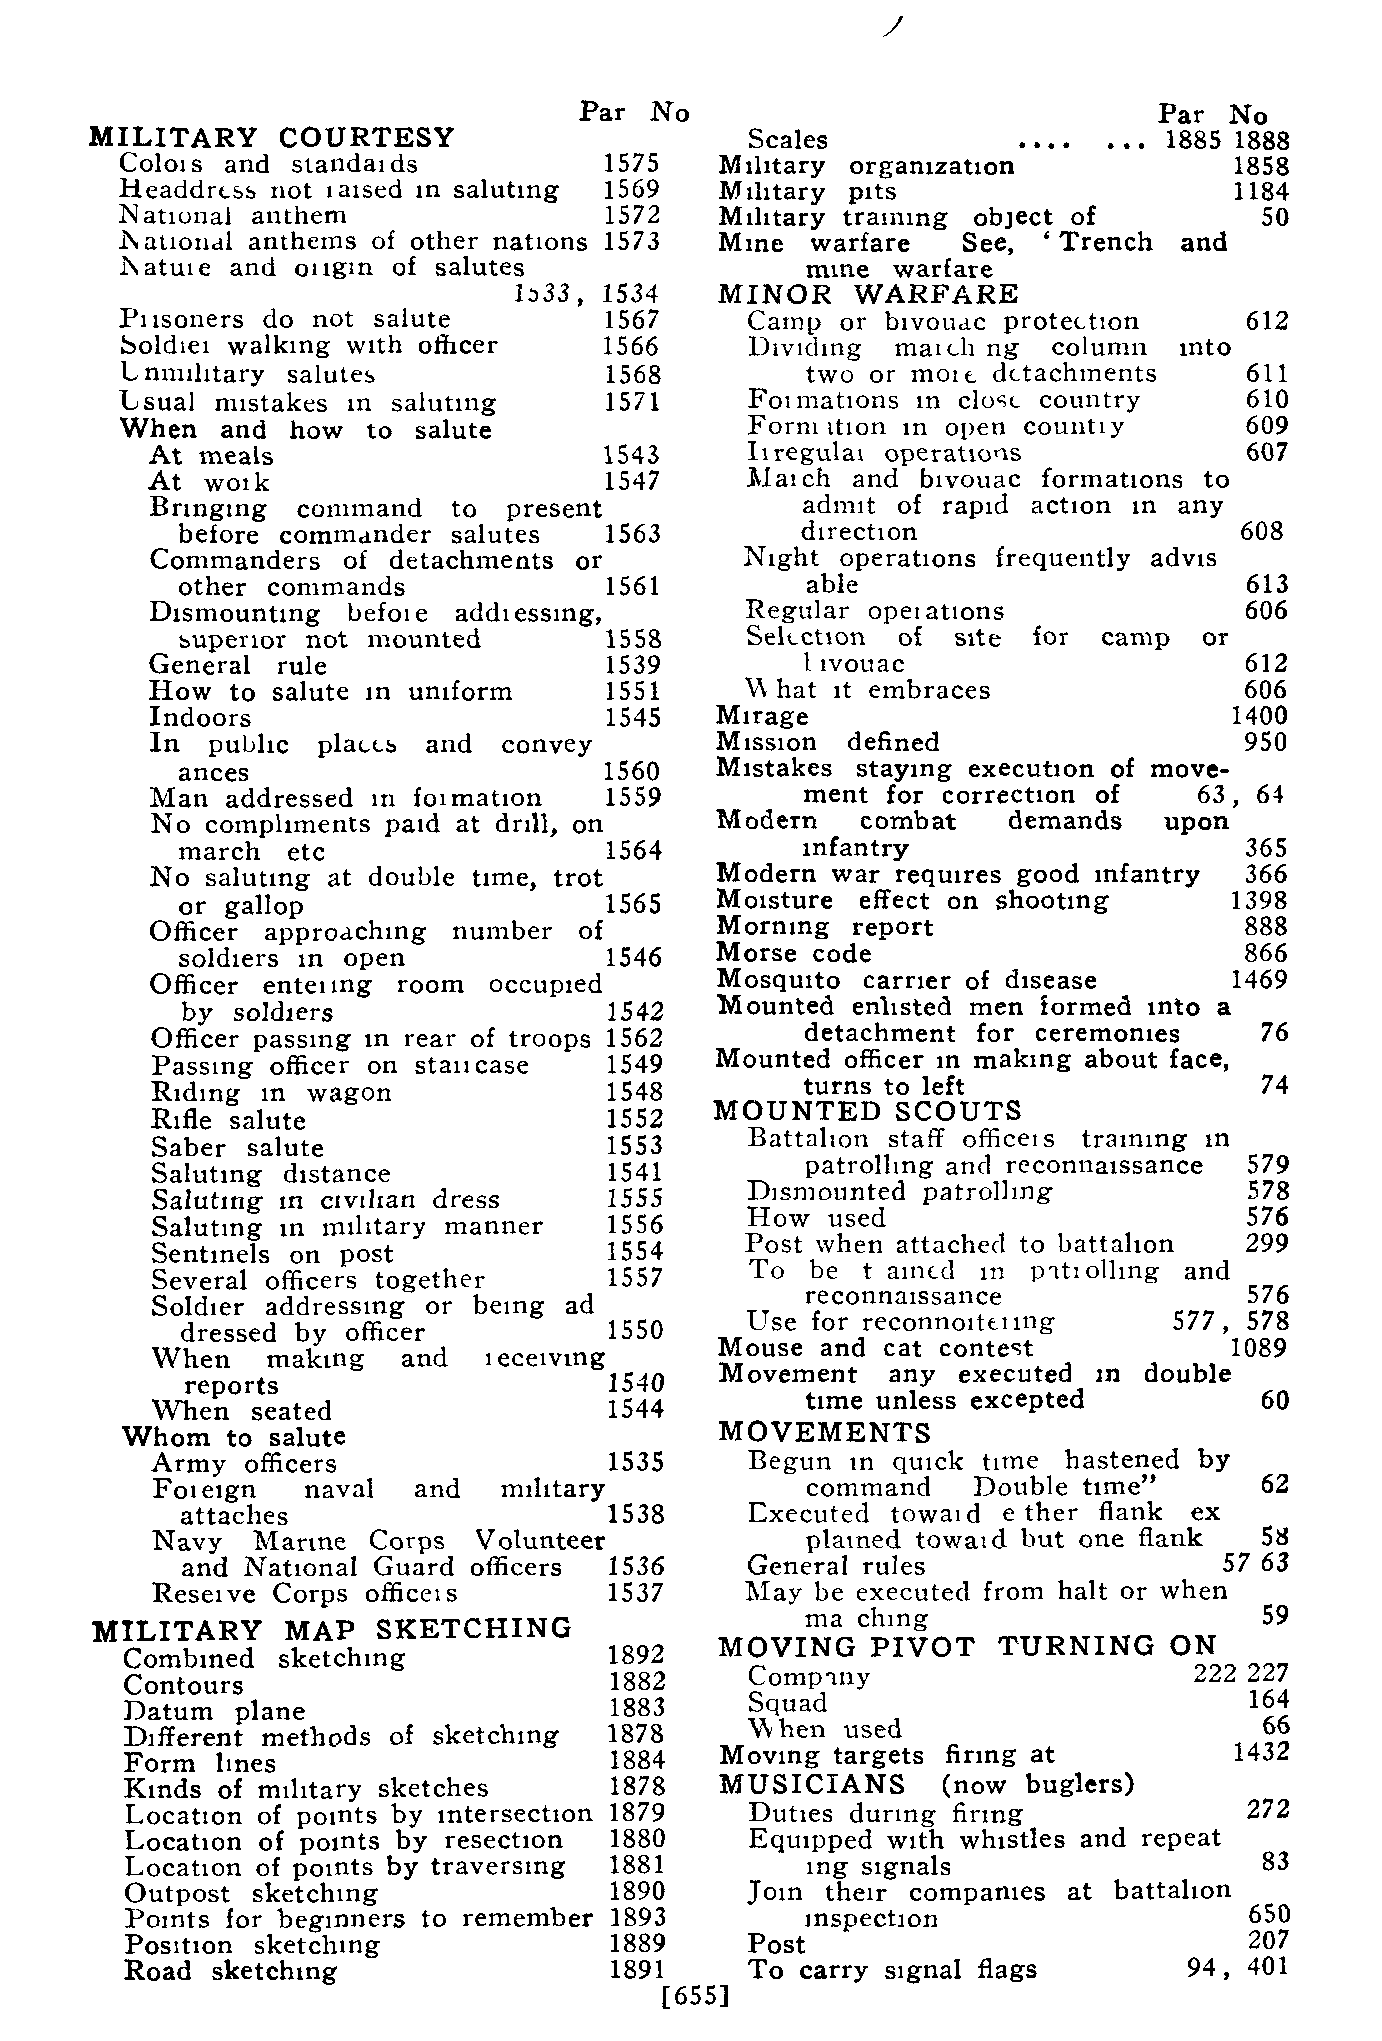 Par No
MILITARY COURTESY
Colors and standards 1575
Headdress not raised in saluting 1569
National anthem 1572
National anthems of other nations 1573
Nature and origin of salutes
1533, 1534
Prisoners do not salute 1567
Soldier walking with officer 1566
Unmilitary salutes 1568
Usual mistakes in saluting 1571
When and how to salute
At meals 1543
At work 1547
Bringing command to present
before commander salutes 1563
Commanders of detachments or
other commands 1561
Dismounting before addressing,
superior not mounted 1558
General rule 1539
How to salute in uniform 1551
Indoors 1545
In public places and convey
ances 1560
Man addressed in formation 1559
No compliments paid at drill, on
march etc 1564
No saluting at double time, trot
or gallop 1565
Officer approaching number of
soldiers in open 1546
Officer entering room occupied
by soldiers 1542
Officer passing in rear of troops 1562
Passing officer on staircase 1549
Riding in wagon 1548
Rifle salute 1552
Saber salute 1553
Saluting distance 1541
Saluting in civilian dress 1555
Saluting in military manner 1556
Sentinels on post 1554
Several officers together 1557
Soldier addressing or being ad
dressed by officer 1550
When making and receiving
reports 1540
When seated 1544
Whom to salute
Army officers 1535
Foreign naval and military
attaches 1538
Navy Marine Corps Volunteer
and National Guard officers 1536
Reserve Corps officers 1537
MILITARY MAP SKETCHING
Combined sketching 1892
Contours 1882
Datum plane 1883
Different methods of sketching 1878
Form lines 1884
Kinds of military sketches 1878
Location of points by intersection 1879
Location of points by resection 1880
Location of points by traversing 1881
Outpost sketching 1890
Points for beginners to remember 1893
Position sketching 1889
Road sketching 1891
Par No
Scales .... ... 1885 1888
Military organization 1858
Military pits 1184
Military training object of 50
Mine warfare See, ‘Trench and
mine warfare
MINOR WARFARE
Camp or bivouac protection 612
Dividing march ng column into
two or more detachments 611
Formations in close country 610
Formation in open country 609
Irregular operations 607
March and bivouac formations to
admit of rapid action in any
direction 608
Night operations frequently advis
able 613
Regular operations 606
Selection of site for camp or
bivouac 612
What it embraces 606
Mirage 1400
Mission defined 950
Mistakes staying execution of move-
ment for correction of 63, 64
Modern combat demands upon
infantry 365
Modern war requires good infantry 366
Moisture effect on shooting 1398
Morning report 888
Morse code 866
Mosquito carrier of disease 1469
Mounted enlisted men formed into a
detachment for ceremonies 76
Mounted officer in making about face,
turns to left 74
MOUNTED SCOUTS
Battalion staff officers training in
patrolling and reconnaissance 579
Dismounted patrolling 578
How used 576
Post when attached to battalion 299
To be t ained in patrolling and
reconnaissance 576
Use for reconnoitering 577, 578
Mouse and cat contest 1089
Movement any executed in double
time unless excepted 60
MOVEMENTS
Begun in quick time hastened by
command Double time” 62
Executed toward e ther flank ex
plained toward but one flank 58
General rules 57 63
May be executed from halt or when
ma ching 59
MOVING PIVOT TURNING ON
Company 222 227
Squad 164
When used 66
Moving targets firing at 1432
MUSICIANS (now buglers)
Duties during firing 272
Equipped with whistles and repeat
ing signals 83
Join their companies at battalion
inspection 650
Post 207
To carry signal flags 94, 401
[655]